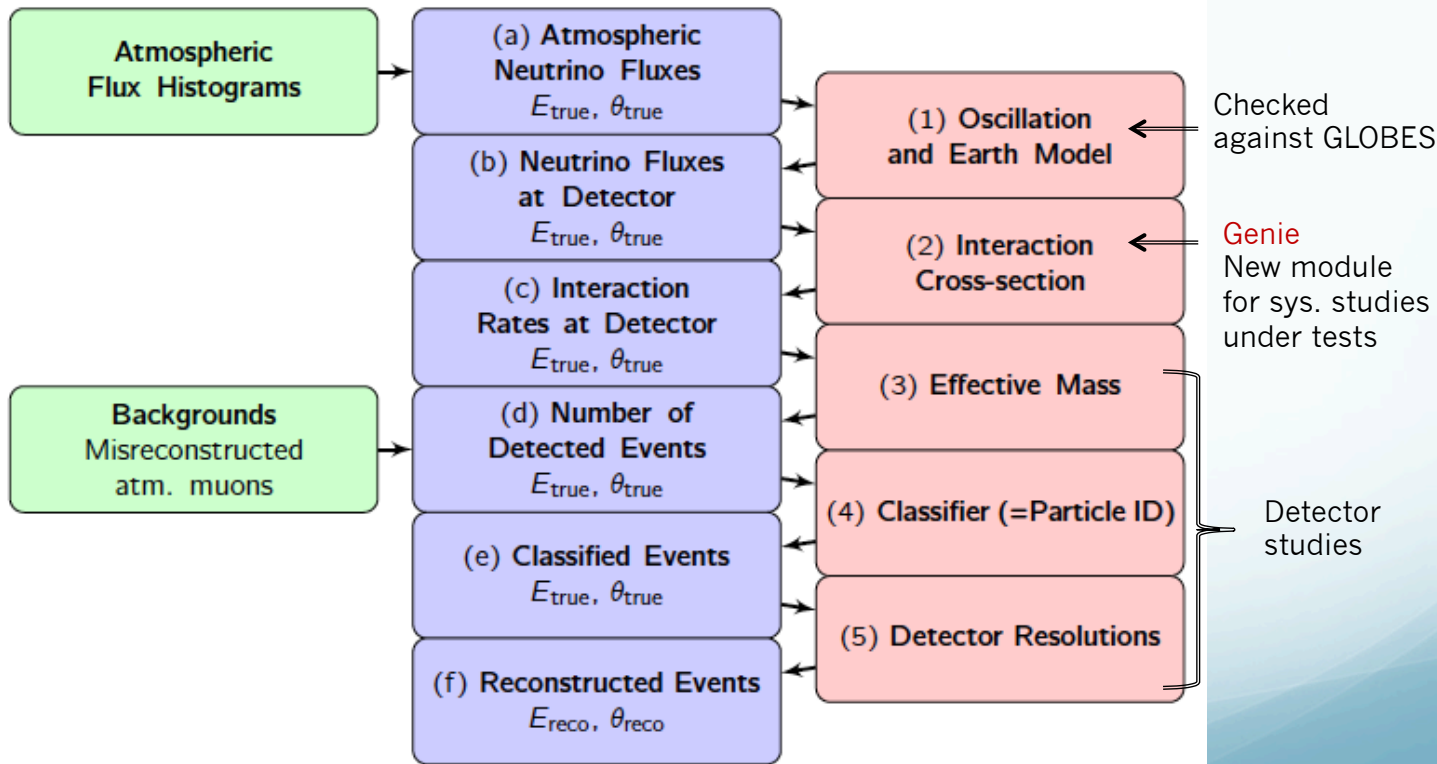 Atmospheric
Flux Histograms
(a) Atmospheric
Neutrino Fluxes
E_true, θ_true
(1) Oscillation
and Earth Model
Checked
against GLOBES
(b) Neutrino Fluxes
at Detector
E_true, θ_true
(2) Interaction
Cross-section
Genie
New module
for sys. studies
under tests
(c) Interaction
Rates at Detector
E_true, θ_true
(3) Effective Mass
Backgrounds
Misreconstructed
atm. muons
(d) Number of
Detected Events
E_true, θ_true
(4) Classifier (=Particle ID)
Detector
studies
(e) Classified Events
E_true, θ_true
(5) Detector Resolutions
(f) Reconstructed Events
E_reco, θ_reco